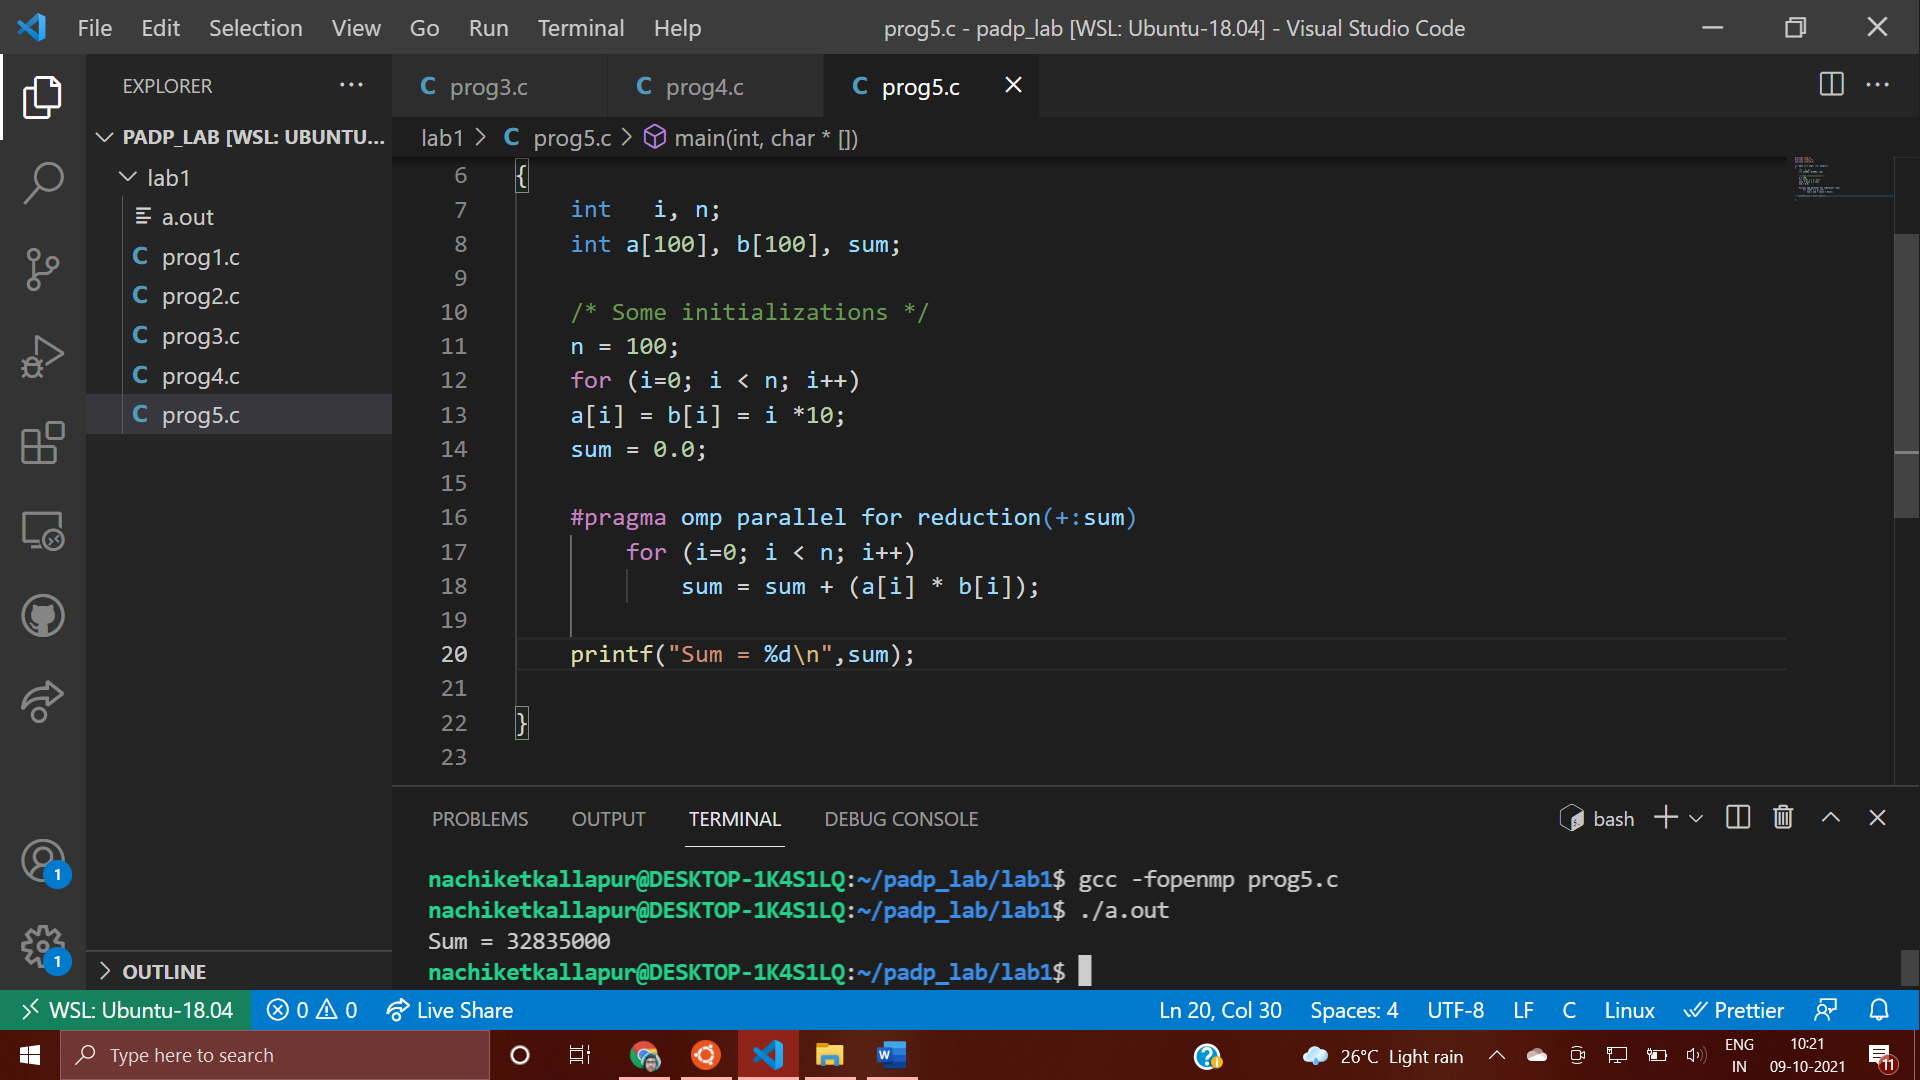 File Edit Selection View Go Run Terminal Help
prog5.c - padp_lab [WSL: Ubuntu-18.04] - Visual Studio Code
EXPLORER
PADP_LAB [WSL: UBUNTU...
lab1
a.out
C prog1.c
C prog2.c
C prog3.c
C prog4.c
C prog5.c
OUTLINE
C prog3.c
C prog4.c
C prog5.c
lab1 > C prog5.c > main(int, char * [])
6 {
7 int   i, n;
8 int a[100], b[100], sum;
9
10 /* Some initializations */
11 n = 100;
12 for (i=0; i < n; i++)
13 a[i] = b[i] = i *10;
14 sum = 0.0;
15
16 #pragma omp parallel for reduction(+:sum)
17 for (i=0; i < n; i++)
18 sum = sum + (a[i] * b[i]);
19
20 printf("Sum = %d\n",sum);
21
22 }
23
PROBLEMS OUTPUT TERMINAL DEBUG CONSOLE
bash
nachiketkallapur@DESKTOP-1K4S1LQ:~/padp_lab/lab1$ gcc -fopenmp prog5.c
nachiketkallapur@DESKTOP-1K4S1LQ:~/padp_lab/lab1$ ./a.out
Sum = 32835000
nachiketkallapur@DESKTOP-1K4S1LQ:~/padp_lab/lab1$
1
1
WSL: Ubuntu-18.04 0 0 Live Share Ln 20, Col 30 Spaces: 4 UTF-8 LF C Linux Prettier
Type here to search
26°C Light rain
ENG
IN
10:21
09-10-2021
11